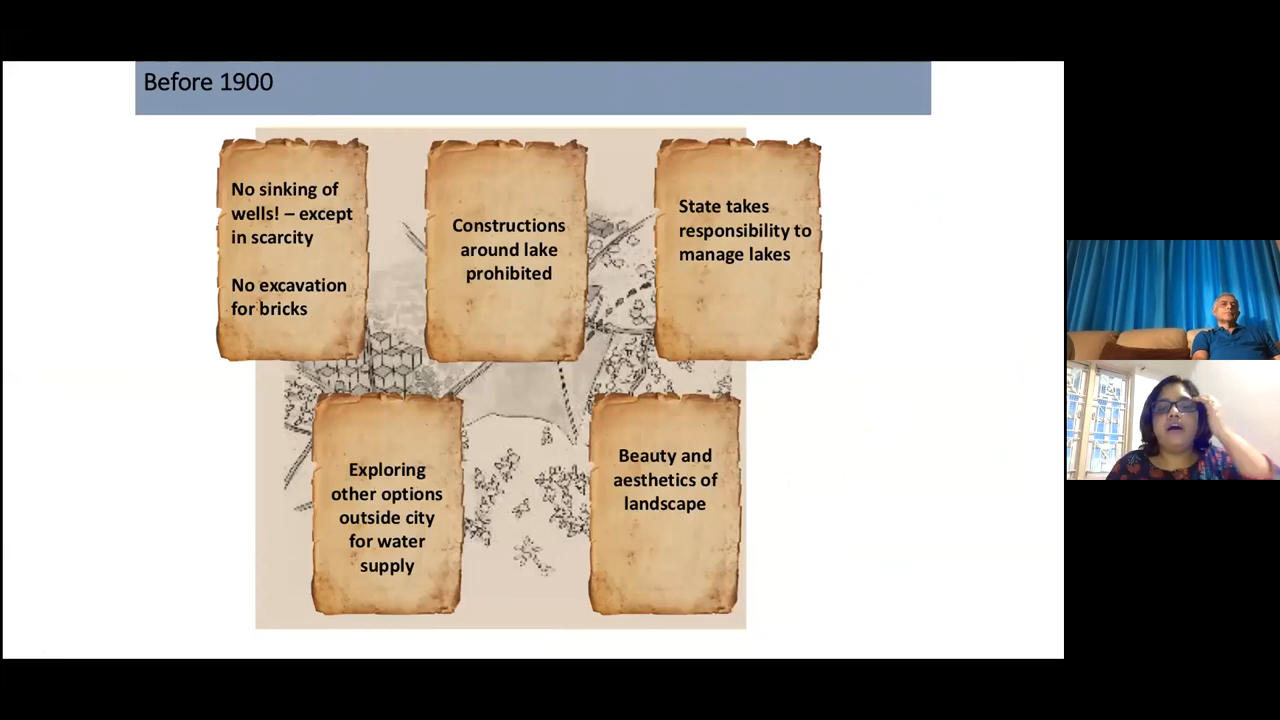 Before 1900
No sinking of
wells! – except
in scarcity
No excavation
for bricks
Constructions
around lake
prohibited
State takes
responsibility to
manage lakes
Exploring
other options
outside city
for water
supply
Beauty and
aesthetics of
landscape